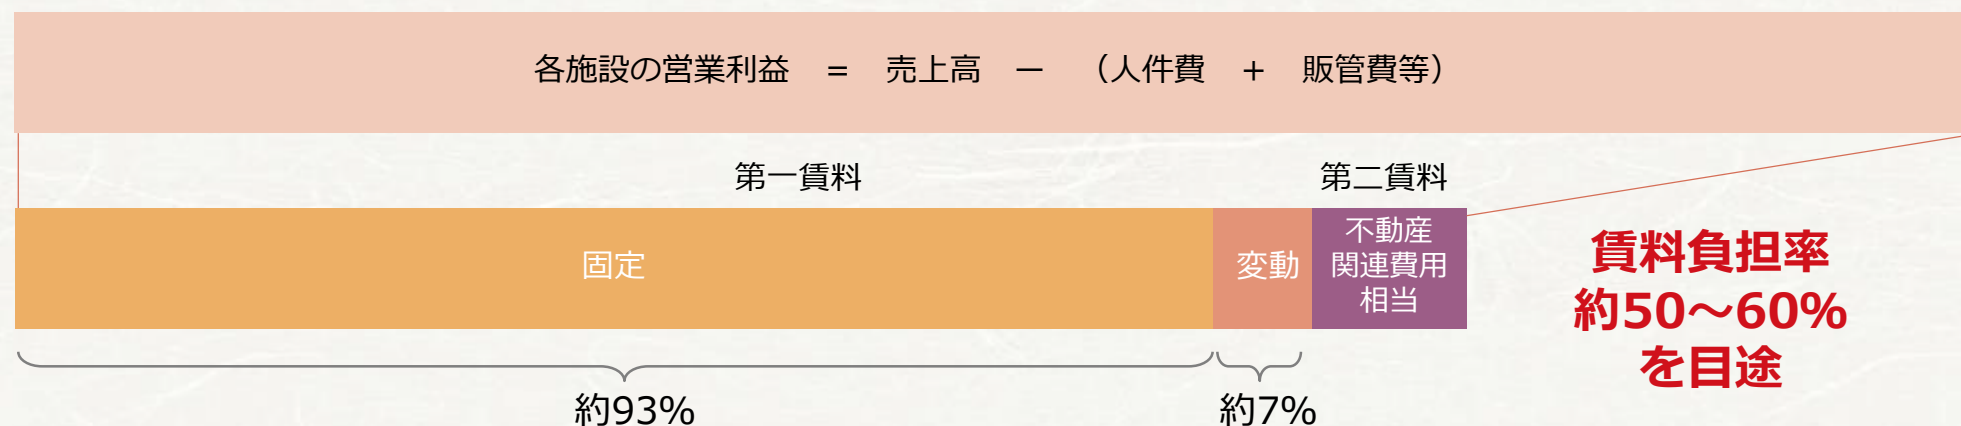 各施設の営業利益 = 売上高 ー (人件費 + 販管費等)
第一賃料
第二賃料
固定
変動
不動産
関連費用
相当
賃料負担率
約50～60%
を目途
約93%
約7%